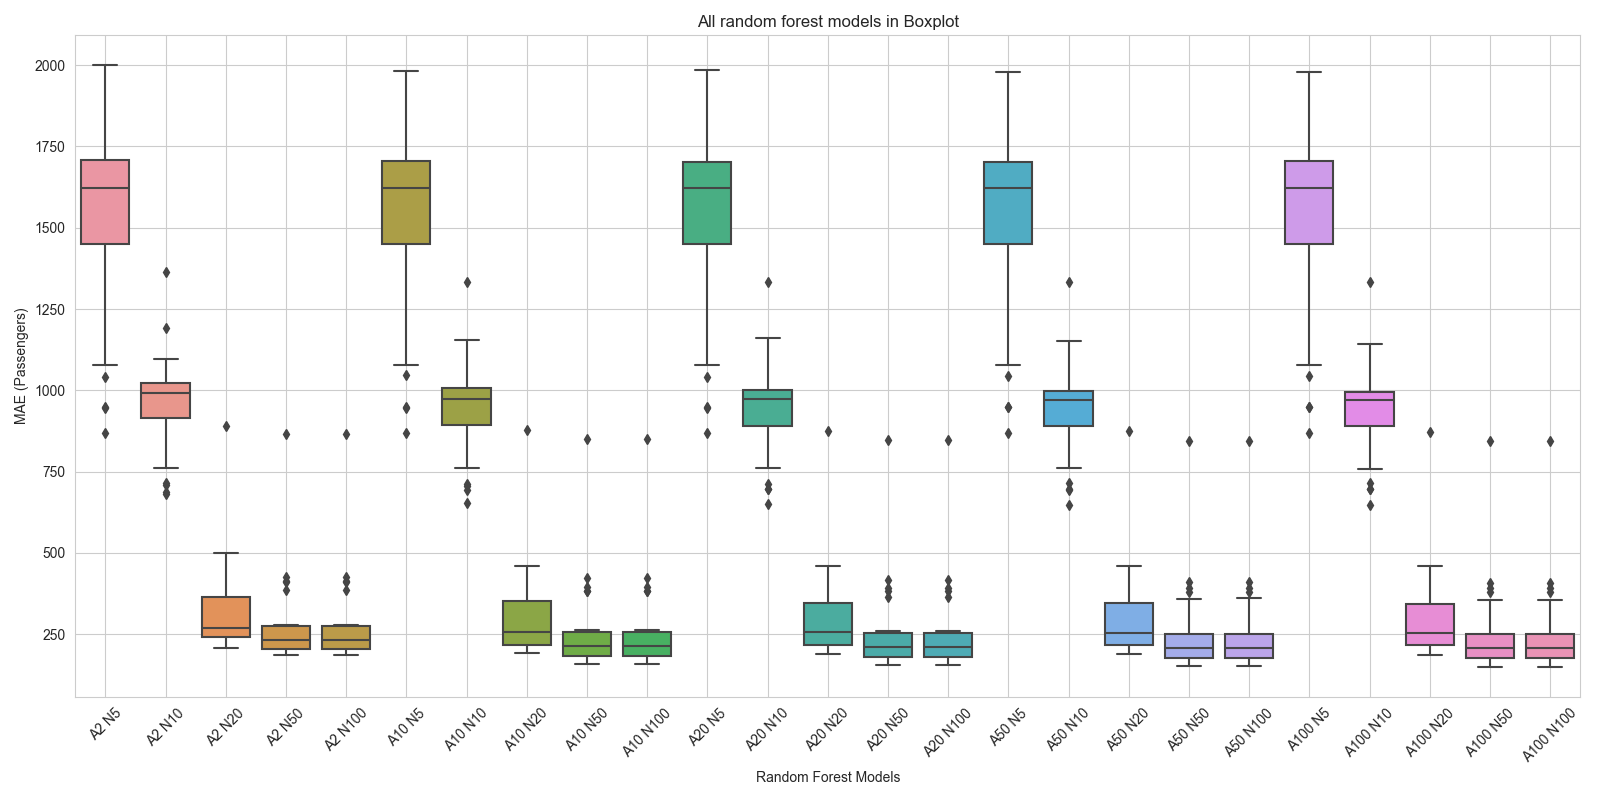 All random forest models in Boxplot
MAE (Passengers)
2000
1750
1500
1250
1000
750
500
250
A2 N5
A2 N10
A2 N20
A2 N50
A2 N100
A10 N5
A10 N10
A10 N20
A10 N50
A10 N100
A20 N5
A20 N10
A20 N20
A20 N50
A20 N100
A50 N5
A50 N10
A50 N20
A50 N50
A50 N100
A100 N5
A100 N10
A100 N20
A100 N50
A100 N100
Random Forest Models